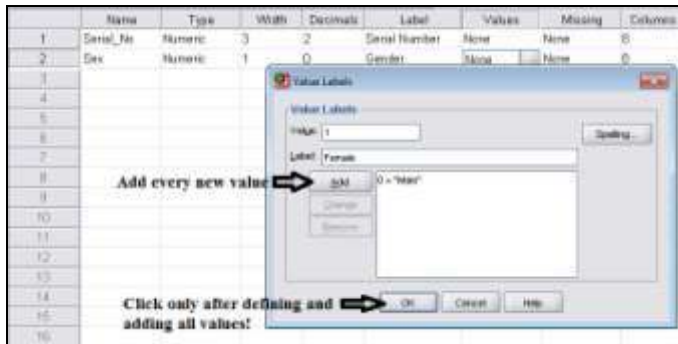 Name Type Width Decimals Label Values Missing Columns
1 Serial_No Numeric 3 2 Serial Number None None 8
2 Sex Numeric 1 0 Gender None None 8
3
4
5
6
7
8
9
10
11
12
13
14
15
16
Value Labels
Value Labels
Value: 1
Spelling...
Label: Female
Add every new value
Add
0 = "Male"
Change
Remove
Click only after defining and
adding all values!
OK Cancel Help